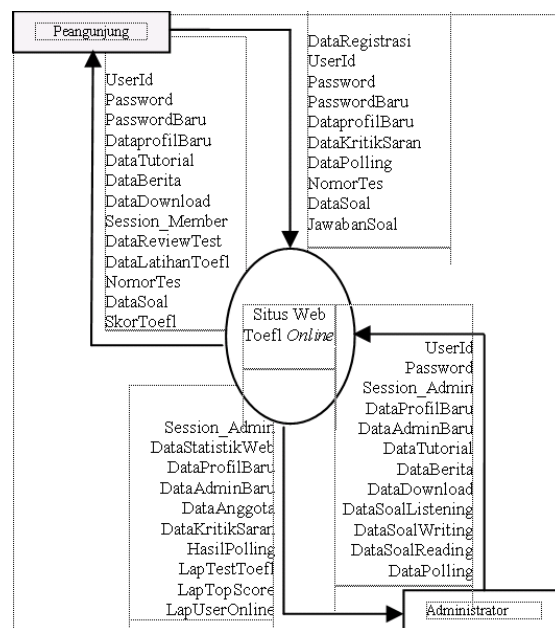 Peangunjung
DataRegistrasi
UserId
Password
PasswordBaru
DataprofilBaru
DataKritikSaran
DataPolling
NomorTes
DataSoal
JawabanSoal
UserId
Password
PasswordBaru
DataprofilBaru
DataTutorial
DataBerita
DataDownload
Session_Member
DataReviewTest
DataLatihanToefl
NomorTes
DataSoal
SkorToefl
Situs Web
Toefl Online
UserId
Password
Session_Admin
DataProfilBaru
DataAdminBaru
DataTutorial
DataBerita
DataDownload
DataSoalListening
DataSoalWriting
DataSoalReading
DataPolling
Session_Admin
DataStatistikWeb
DataProfilBaru
DataAdminBaru
DataAnggota
DataKritikSaran
HasilPolling
LapTestToefl
LapTopScore
LapUserOnline
Administrator